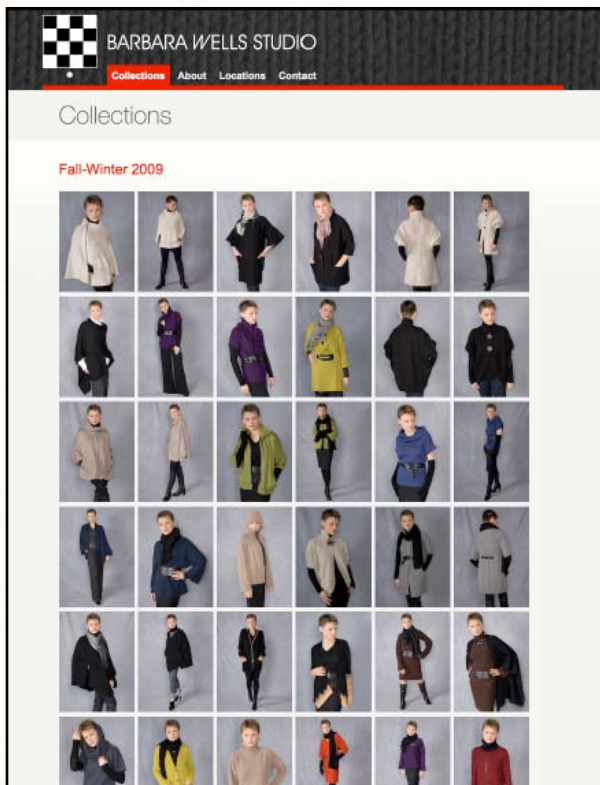 BARBARA WELLS STUDIO
Collections About Locations Contact
Collections
Fall-Winter 2009